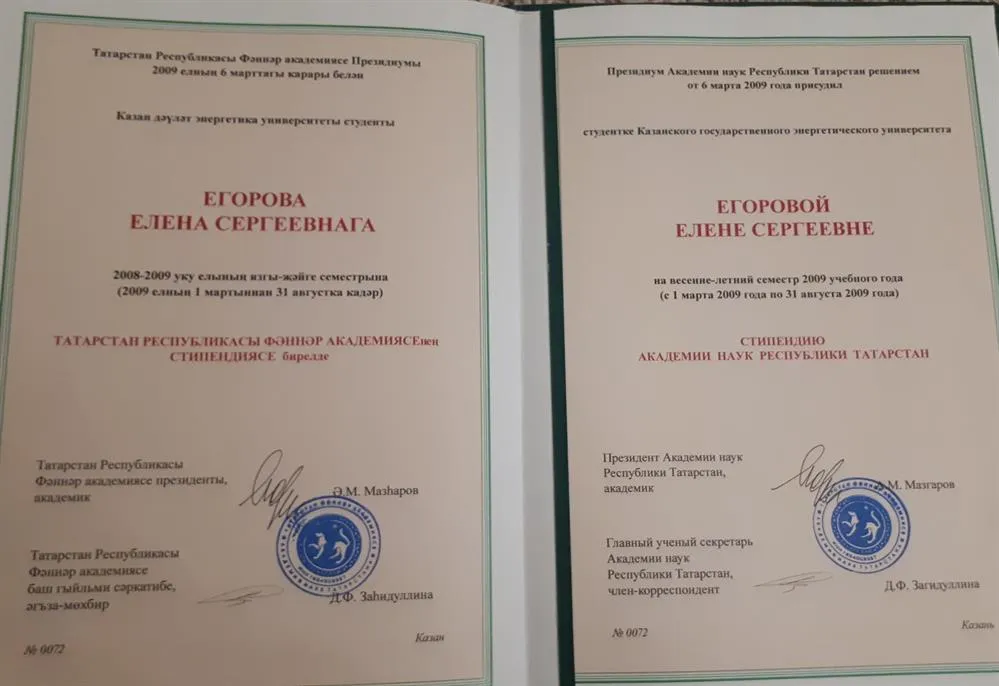 Татарстан Республикасы Фәннәр академиясе Президиумы
2009 елның 6 марттагы карары белән
Казан дәүләт энергетика университеты студенты
ЕГОРОВА
ЕЛЕНА СЕРГЕЕВНАГА
2008-2009 уку елының язгы-җәйге семестрына
(2009 елның 1 мартыннан 31 августка кадәр)
ТАТАРСТАН РЕСПУБЛИКАСЫ ФӘННӘР АКАДЕМИЯСЕнең
СТИПЕНДИЯСЕ бирелде
Татарстан Республикасы
Фәннәр академиясе президенты,
академик
Ә.М. Мазһаров
Татарстан Республикасы
Фәннәр академиясе
баш гыйльми сәркатибе,
әгъза-мөхбир
Д.Ф. Заһидуллина
№ 0072
Казан
Президиум Академии наук Республики Татарстан решением
от 6 марта 2009 года присудил
студентке Казанского государственного энергетического университета
ЕГОРОВОЙ
ЕЛЕНЕ СЕРГЕЕВНЕ
на весенне-летний семестр 2009 учебного года
(с 1 марта 2009 года по 31 августа 2009 года)
СТИПЕНДИЮ
АКАДЕМИИ НАУК РЕСПУБЛИКИ ТАТАРСТАН
Президент Академии наук
Республики Татарстан,
академик
М. Мазгаров
Главный ученый секретарь
Академии наук
Республики Татарстан,
член-корреспондент
Д.Ф. Загидуллина
№ 0072
Казань